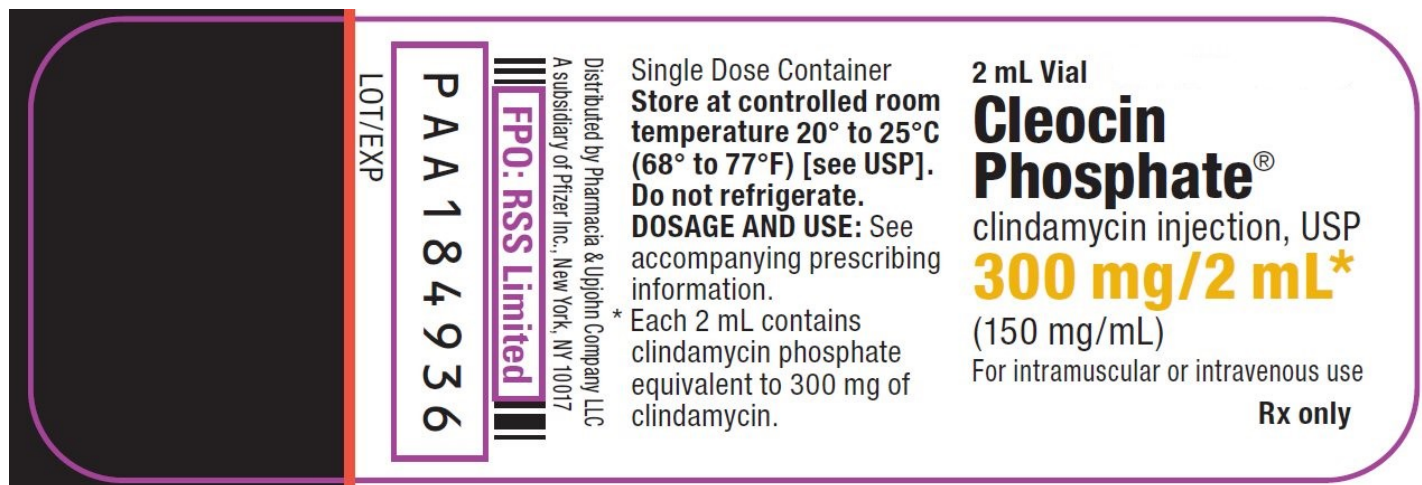 LOT/EXP
PAA184936
FPO: RSS Limited
Distributed by Pharmacia & Upjohn Company LLC
A subsidiary of Pfizer Inc., New York, NY 10017
Single Dose Container
Store at controlled room
temperature 20° to 25°C
(68° to 77°F) [see USP].
Do not refrigerate.
DOSAGE AND USE: See
accompanying prescribing
information.
* Each 2 mL contains
clindamycin phosphate
equivalent to 300 mg of
clindamycin.
2 mL Vial
Cleocin
Phosphate®
clindamycin injection, USP
300 mg/2 mL*
(150 mg/mL)
For intramuscular or intravenous use
Rx only